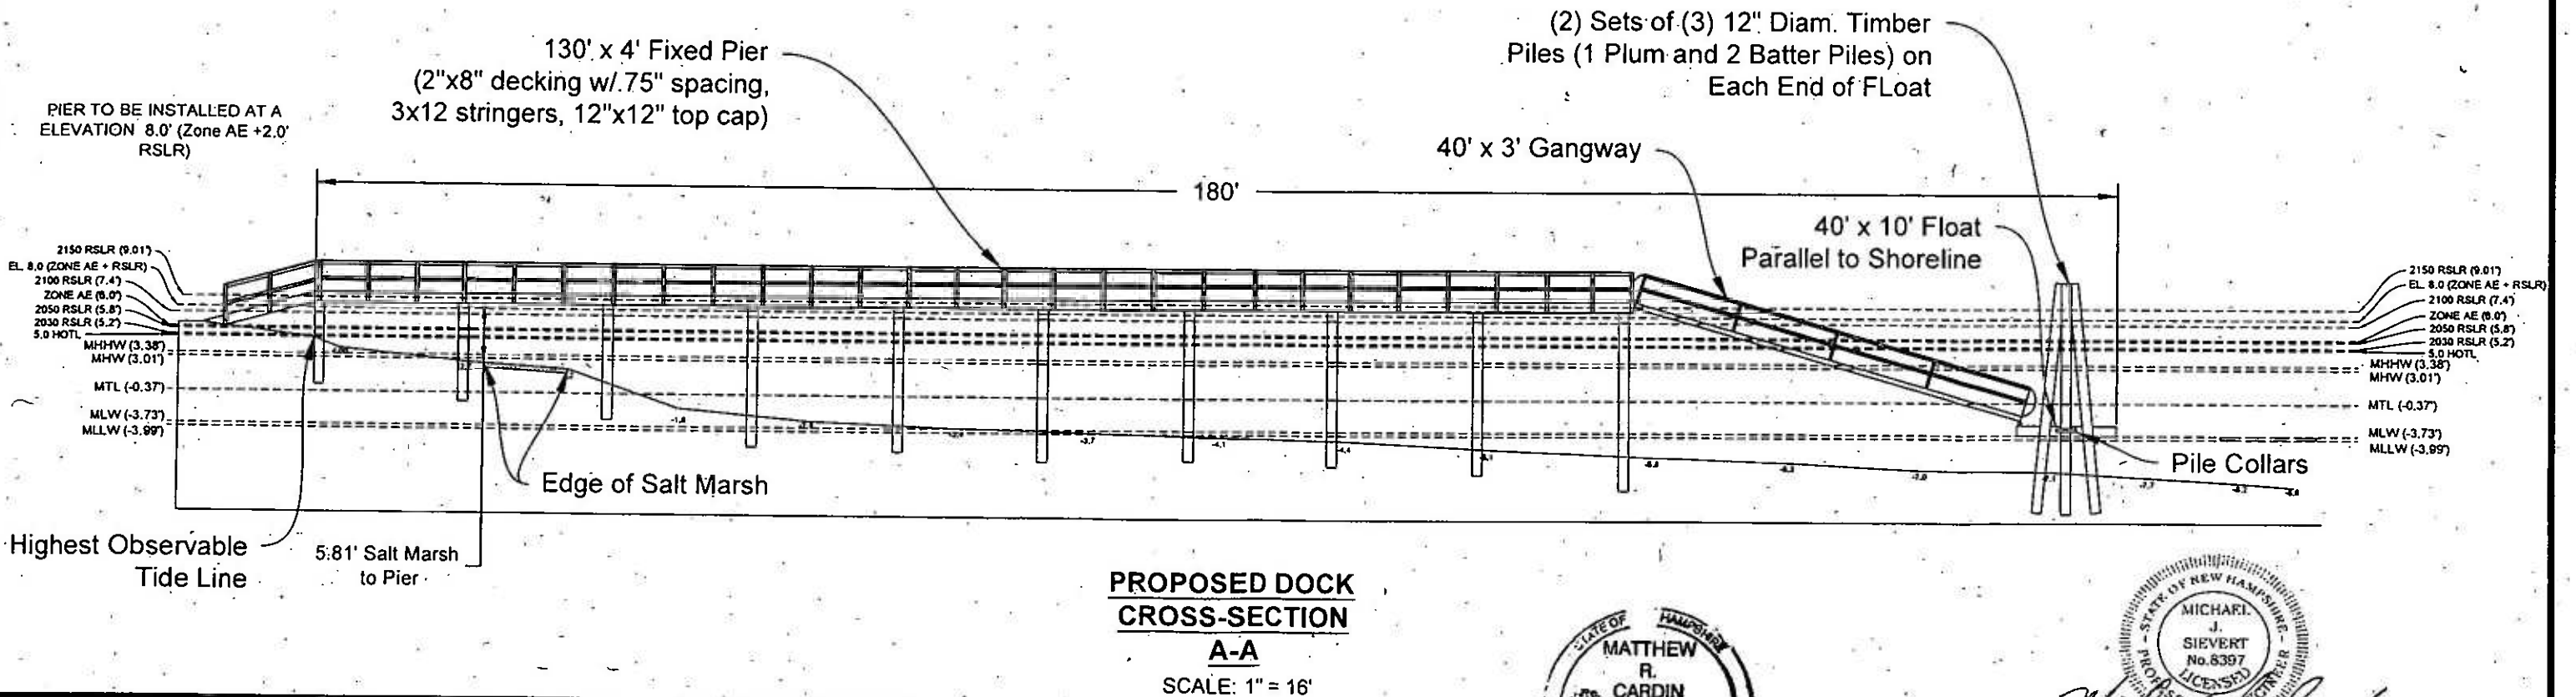 (2) Sets of (3) 12" Diam. Timber
Piles (1 Plum and 2 Batter Piles) on
Each End of FLoat
130' x 4' Fixed Pier
(2"x8" decking w/.75" spacing,
3x12 stringers, 12"x12" top cap)
PIER TO BE INSTALLED AT A
ELEVATION 8.0' (Zone AE +2.0'
RSLR)
40' x 3' Gangway
180'
40' x 10' Float
Parallel to Shoreline
2150 RSLR (9.01')
EL. 8.0 (ZONE AE + RSLR)
2100 RSLR (7.4')
ZONE AE (6.0')
2050 RSLR (5.8')
2030 RSLR (5.2')
5.0 HOTL
MHHW (3.38')
MHW (3.01')
MTL (-0.37')
MLW (-3.73')
MLLW (-3.99')
2150 RSLR (9.01')
EL. 8.0 (ZONE AE + RSLR)
2100 RSLR (7.4')
ZONE AE (6.0')
2050 RSLR (5.8')
2030 RSLR (5.2')
5.0 HOTL
MHHW (3.38')
MHW (3.01')
MTL (-0.37')
MLW (-3.73')
MLLW (-3.99')
-3.7
-4.1
-4.4
Pile Collars
Edge of Salt Marsh
Highest Observable
Tide Line
5.81' Salt Marsh
to Pier
PROPOSED DOCK
CROSS-SECTION
A-A
SCALE: 1" = 16'
STATE OF HAMPSHIRE
MATTHEW
R.
CARDIN
STATE OF NEW HAMPSHIRE
MICHAEL
J.
SIEVERT
No.8397
LICENSED